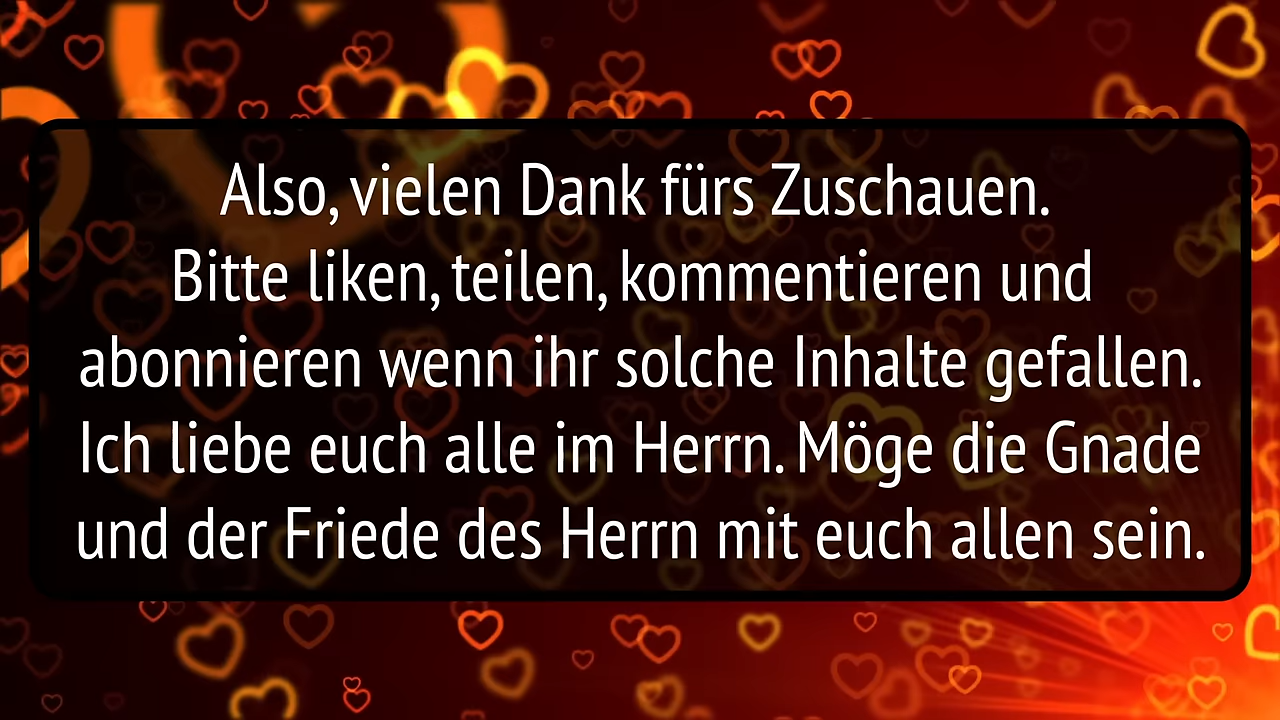 Also, vielen Dank fürs Zuschauen.
Bitte liken, teilen, kommentieren und
abonnieren wenn ihr solche Inhalte gefallen.
Ich liebe euch alle im Herrn. Möge die Gnade
und der Friede des Herrn mit euch allen sein.